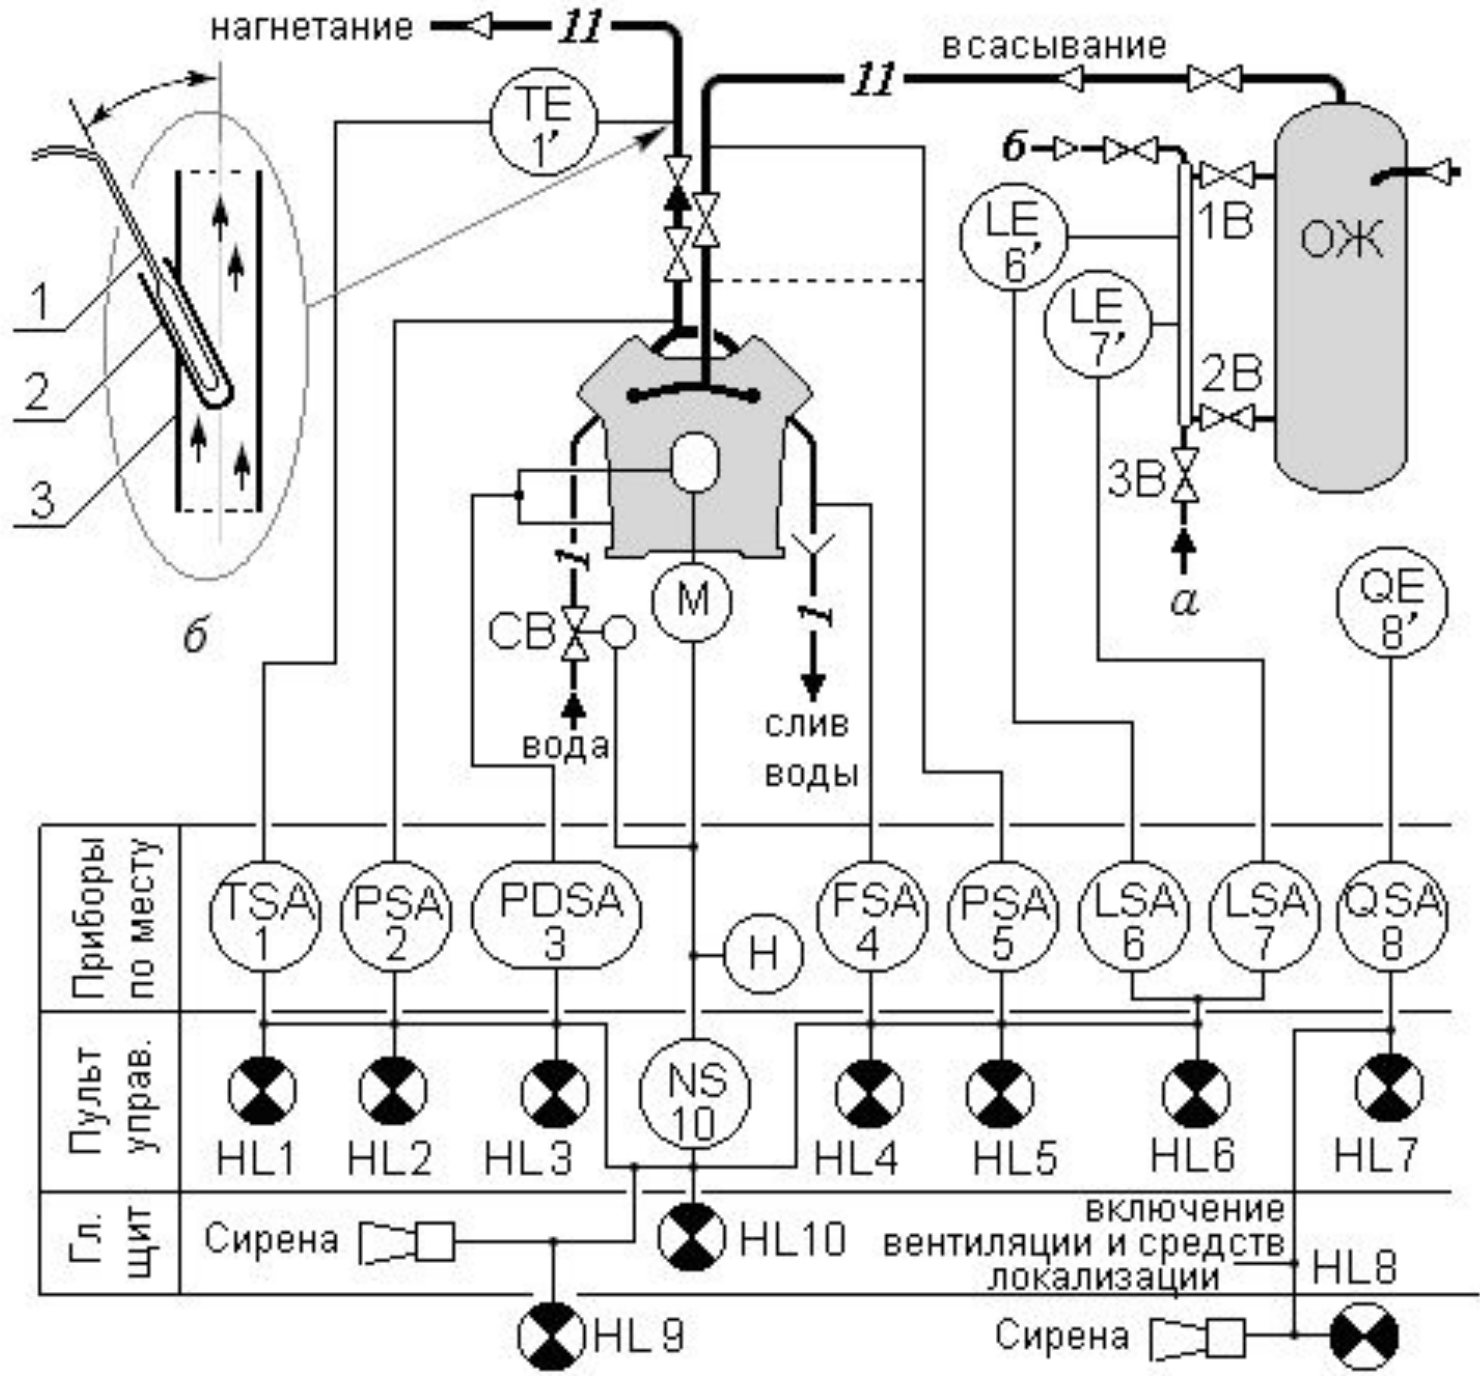 нагнетание
11
всасывание
11
TE
1’
б
LE
6’
1В
ОЖ
LE
7’
1
2
2В
3
3В
1
М
1
QE
8’
а
б
СВ
вода
слив
воды
Приборы
по месту
TSA
1
PSA
2
PDSA
3
Н
FSA
4
PSA
5
LSA
6
LSA
7
QSA
8
Пульт
управ.
NS
10
HL1
HL2
HL3
HL4
HL5
HL6
HL7
Гл.
щит
Сирена
HL10
включение
вентиляции и средств
локализации
HL8
HL9
Сирена